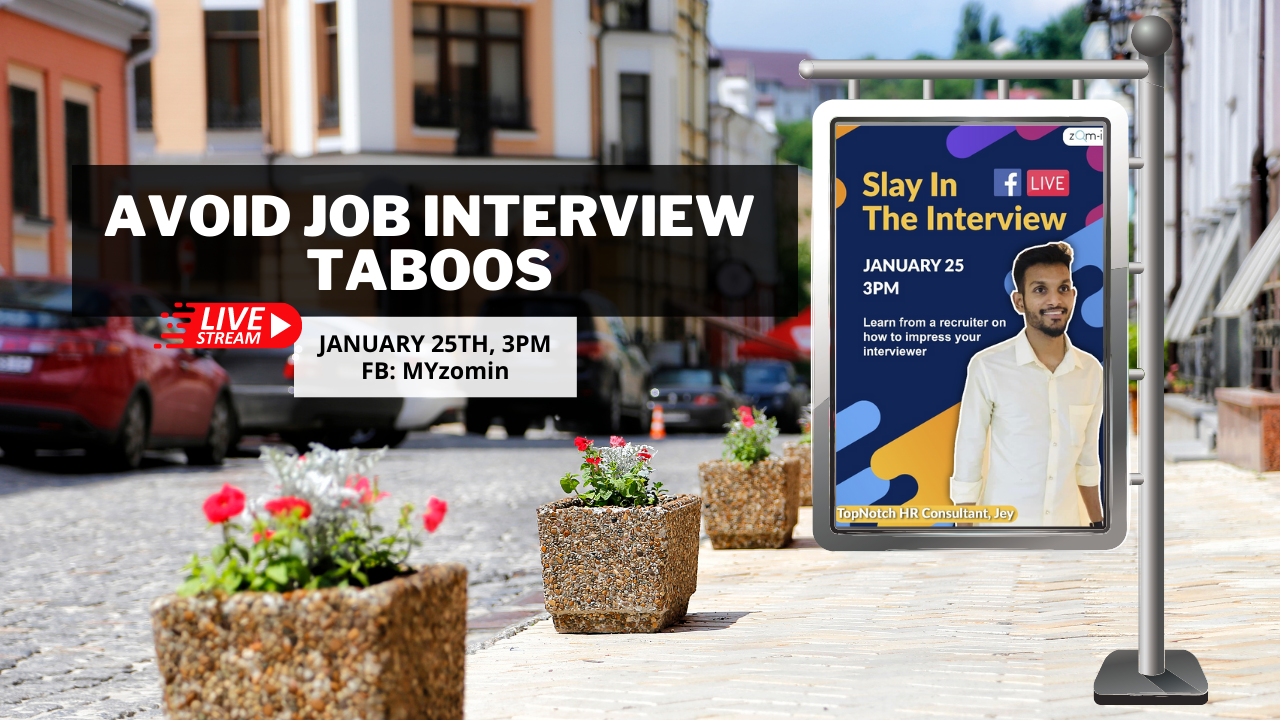 AVOID JOB INTERVIEW
TABOOS
LIVE
STREAM
JANUARY 25TH, 3PM
FB: MYzomin
zOm-i
Slay In
f LIVE
The Interview
JANUARY 25
3PM
Learn from a recruiter on
how to impress your
interviewer
TopNotch HR Consultant, Jey